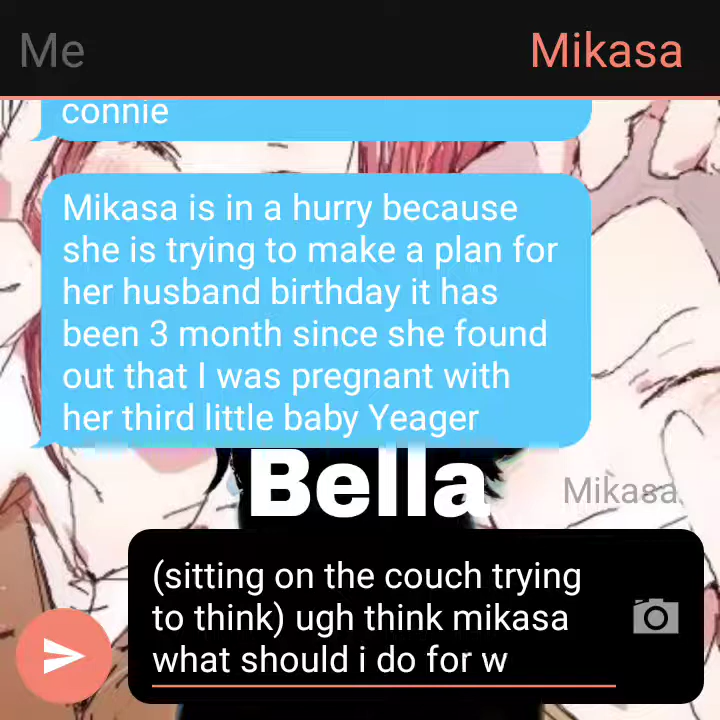 Me
Mikasa
connie
Mikasa is in a hurry because
she is trying to make a plan for
her husband birthday it has
been 3 month since she found
out that I was pregnant with
her third little baby Yeager
Bella
Mikasa
(sitting on the couch trying
to think) ugh think mikasa
what should i do for w